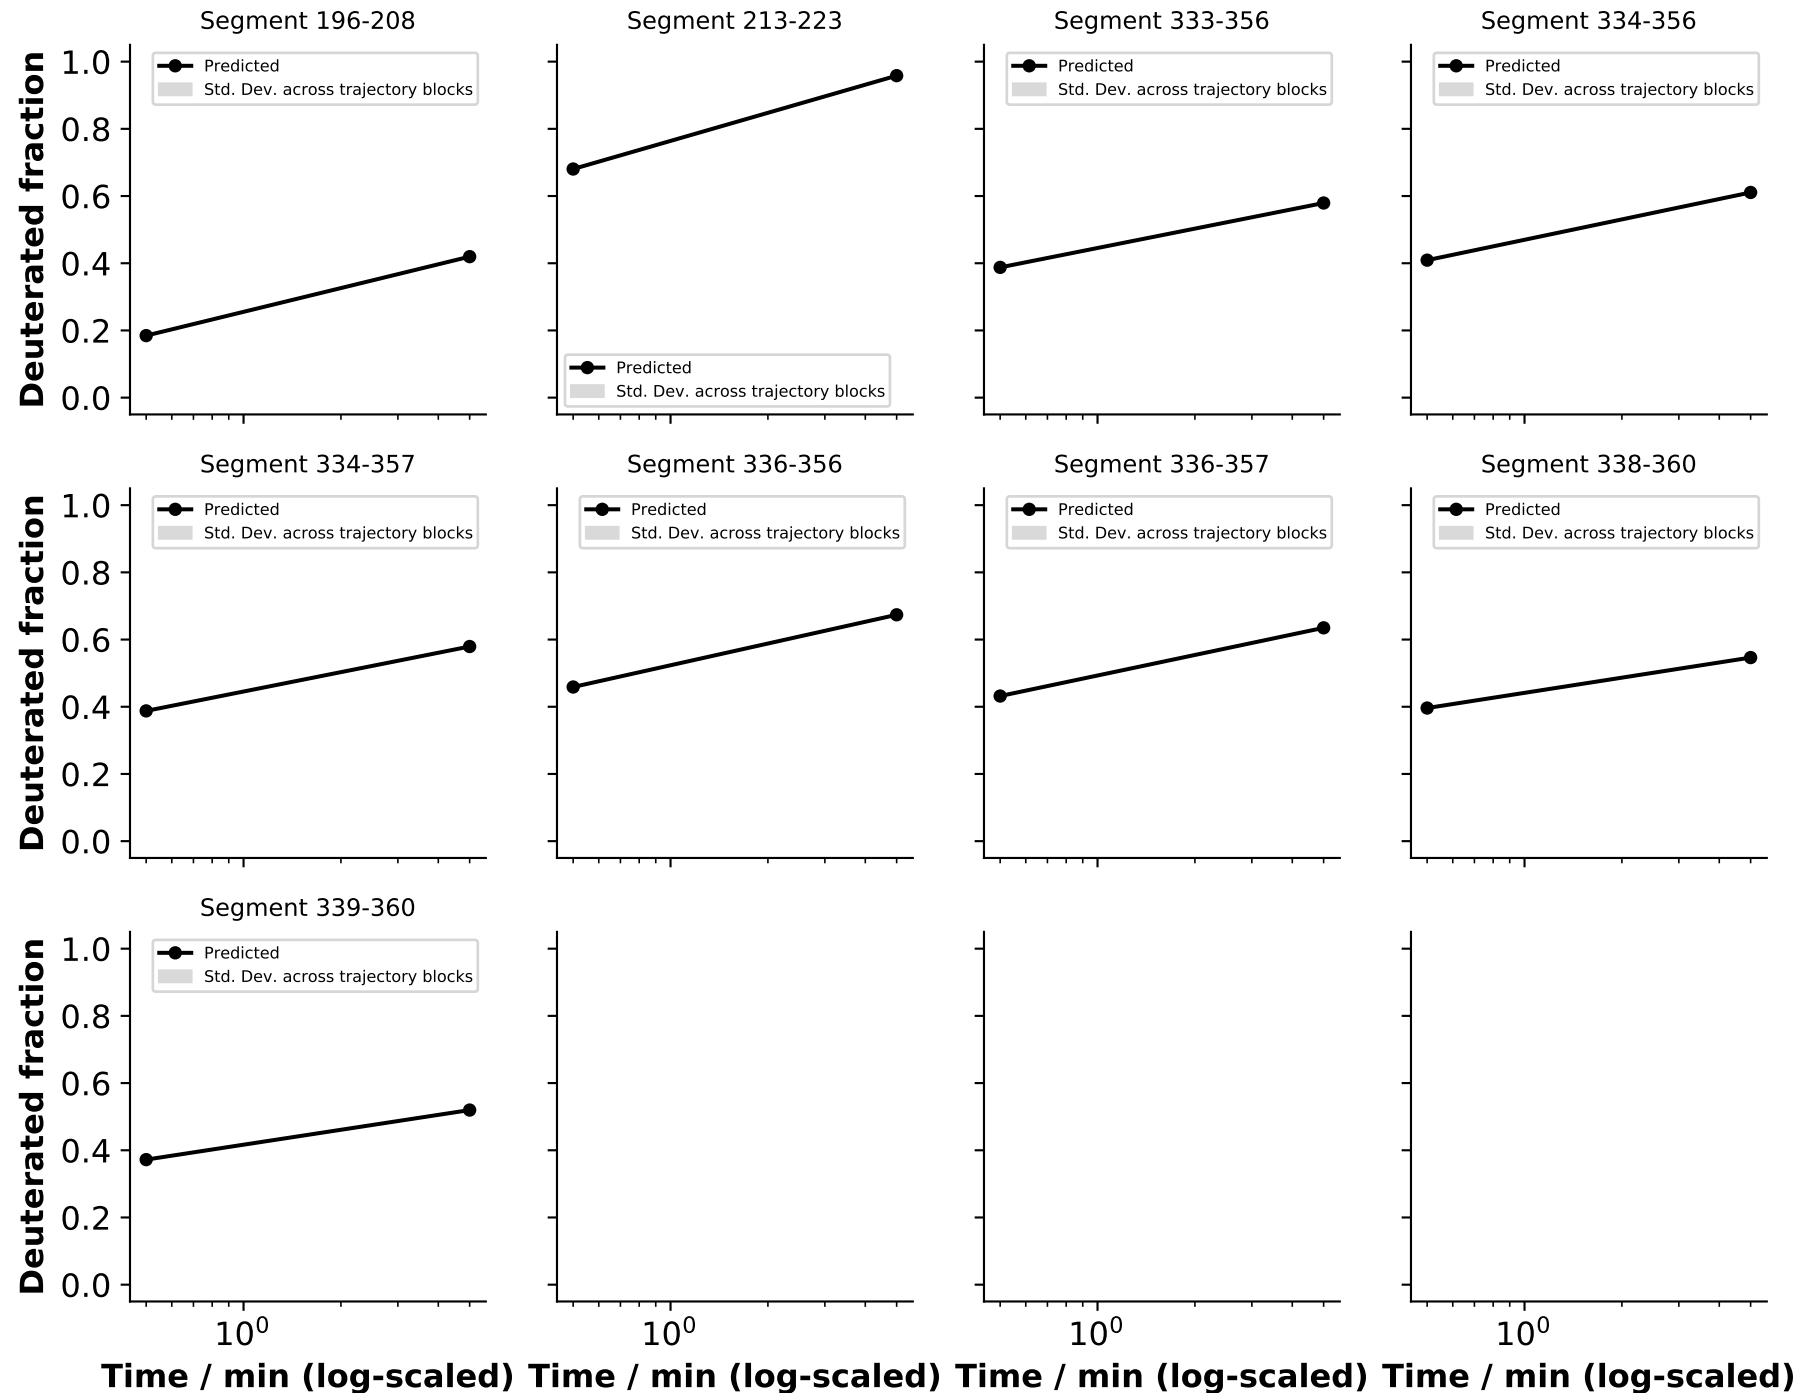 Segment 196-208
Segment 213-223
Segment 333-356
Segment 334-356
Deuterated fraction
1.0
0.8
0.6
0.4
0.2
0.0
Predicted
Std. Dev. across trajectory blocks
Predicted
Std. Dev. across trajectory blocks
Predicted
Std. Dev. across trajectory blocks
Predicted
Std. Dev. across trajectory blocks
Segment 334-357
Segment 336-356
Segment 336-357
Segment 338-360
Deuterated fraction
1.0
0.8
0.6
0.4
0.2
0.0
Predicted
Std. Dev. across trajectory blocks
Predicted
Std. Dev. across trajectory blocks
Predicted
Std. Dev. across trajectory blocks
Predicted
Std. Dev. across trajectory blocks
Segment 339-360
Deuterated fraction
1.0
0.8
0.6
0.4
0.2
0.0
Predicted
Std. Dev. across trajectory blocks
10⁰
10⁰
10⁰
10⁰
Time / min (log-scaled)
Time / min (log-scaled)
Time / min (log-scaled)
Time / min (log-scaled)